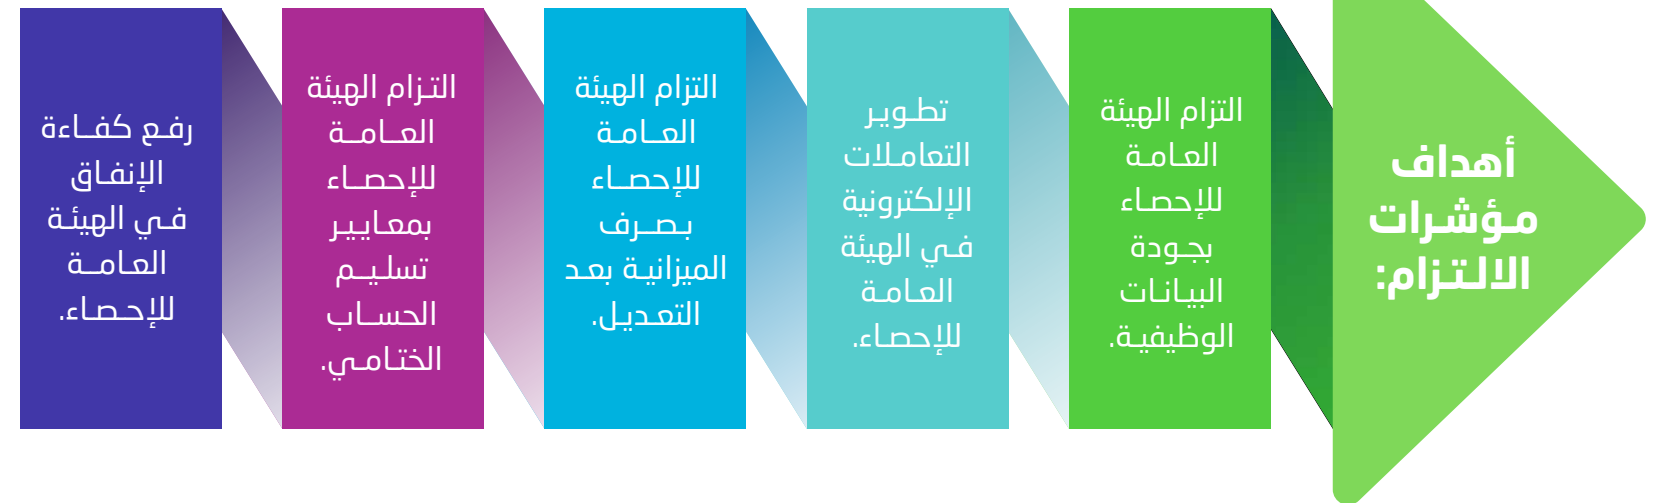 أهداف
مؤشرات
الالتزام:
التزام الهيئة
العامة
للإحصاء
بجودة
البيانات
الوظيفية.
تطوير
التعاملات
الإلكترونية
في الهيئة
العامة
للإحصاء.
التزام الهيئة
العامة
للإحصاء
بصرف
الميزانية بعد
التعديل.
التزام الهيئة
العامة
للإحصاء
بمعايير
تسليم
الحساب
الختامي.
رفع كفاءة
الإنفاق
في الهيئة
العامة
للإحصاء.